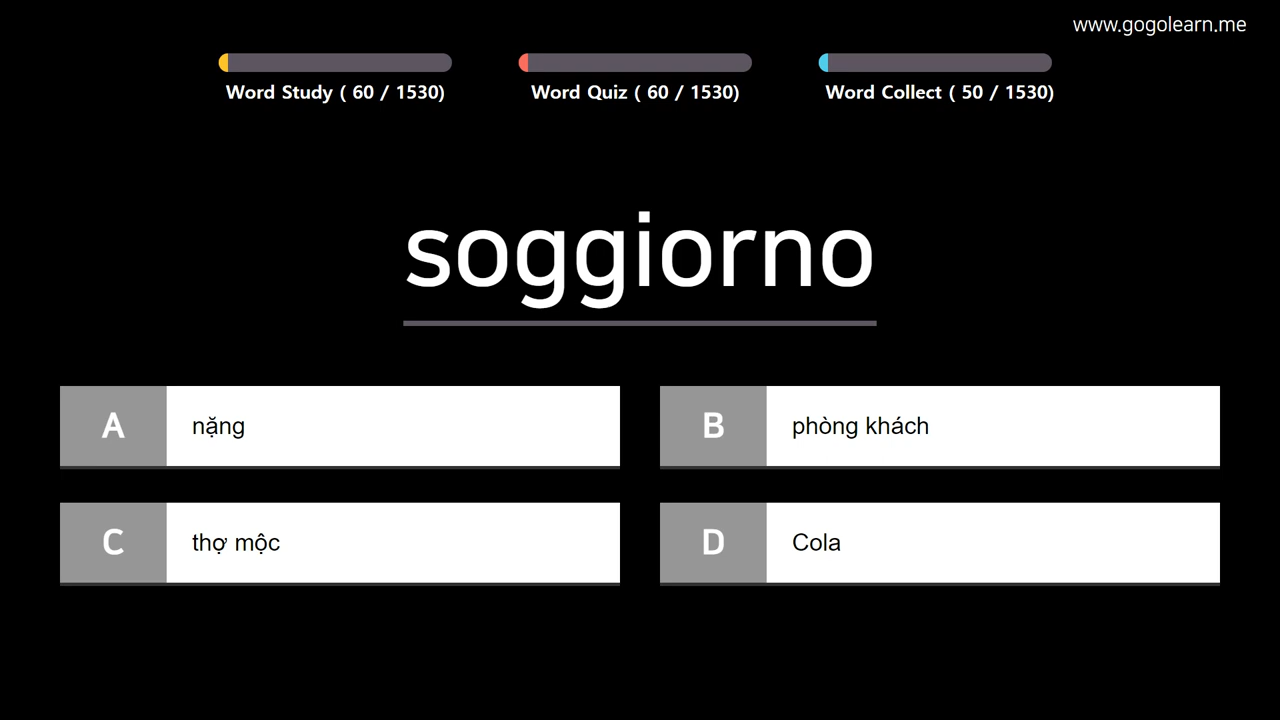 www.gogolearn.me
Word Study ( 60 / 1530)
Word Quiz ( 60 / 1530)
Word Collect ( 50 / 1530)
soggiorno
A
nặng
B
phòng khách
C
thợ mộc
D
Cola